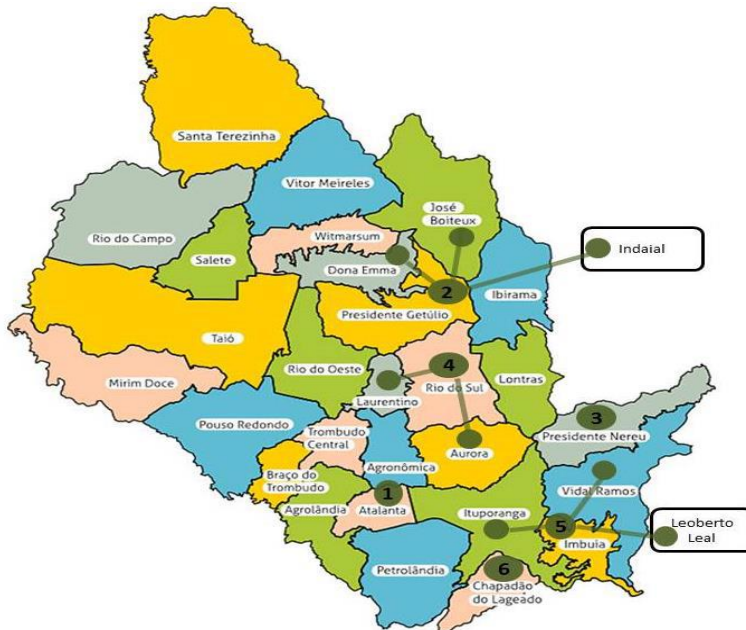 Santa Terezinha
Vitor Meireles
José
Boiteux
Rio do Campo
Witmarsum
Salete
Dona Emma
Indaial
2
Ibirama
Presidente Getúlio
Taió
Rio do Oeste
4
Rio do Sul
Lontras
Mirim Doce
Laurentino
3
Presidente Nereu
Pouso Redondo
Trombudo
Central
Agronômica
Aurora
Braço do
Trombudo
Vidal Ramos
1
Agrolândia
Atalanta
Ituporanga
5
Leoberto
Leal
Imbuia
Petrolândia
6
Chapadão
do Lageado